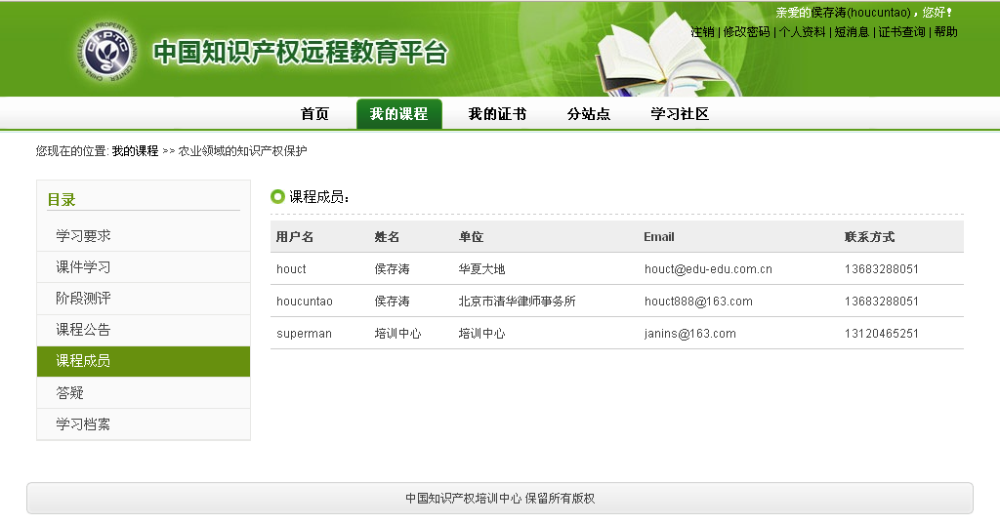 亲爱的侯存涛(houcuntao)，您好！
注销 | 修改密码 | 个人资料 | 短消息 | 证书查询 | 帮助
CHINA INTELLECTUAL PROPERTY TRAINING CENTER
CIPTC
中国知识产权远程教育平台
首页 我的课程 我的证书 分站点 学习社区
您现在的位置: 我的课程 >> 农业领域的知识产权保护
目录
学习要求
课件学习
阶段测评
课程公告
课程成员
答疑
学习档案
课程成员：
用户名 姓名 单位 Email 联系方式
houct 侯存涛 华夏大地 houct@edu-edu.com.cn 13683288051
houcuntao 侯存涛 北京市清华律师事务所 houct888@163.com 13683288051
superman 培训中心 培训中心 janins@163.com 13120465251
中国知识产权培训中心 保留所有版权